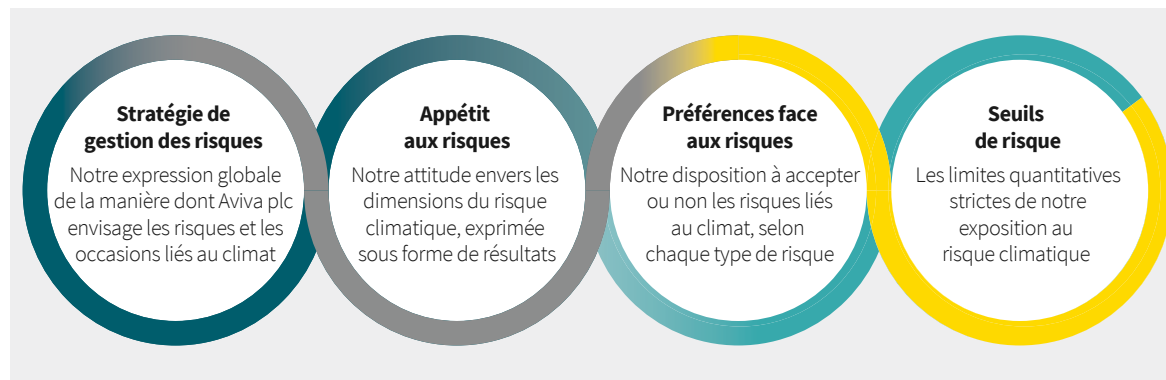 Stratégie de
gestion des risques
Notre expression globale
de la manière dont Aviva plc
envisage les risques et les
occasions liés au climat
Appétit
aux risques
Notre attitude envers les
dimensions du risque
climatique, exprimée
sous forme de résultats
Préférences face
aux risques
Notre disposition à accepter
ou non les risques liés
au climat, selon
chaque type de risque
Seuils
de risque
Les limites quantitatives
strictes de notre
exposition au
risque climatique